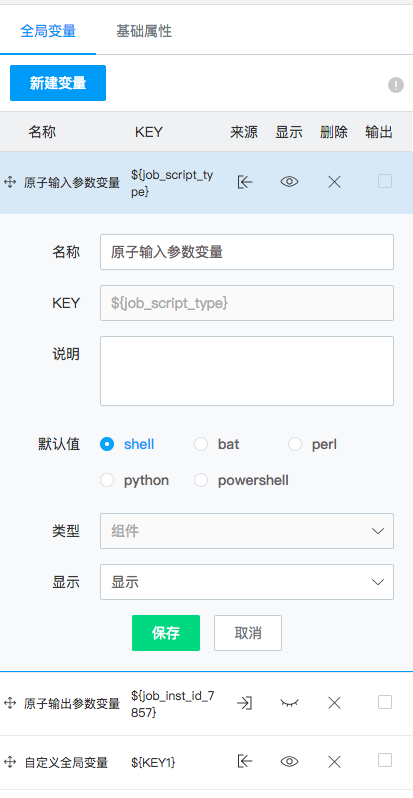 全局变量 基础属性
新建变量
名称 KEY 来源 显示 删除 输出
原子输入参数变量 ${job_script_ty
pe}
名称 原子输入参数变量
KEY ${job_script_type}
说明
默认值 shell bat perl
python powershell
类型 组件
显示 显示
保存 取消
原子输出参数变量 ${job_inst_id_7
857}
自定义全局变量 ${KEY1}